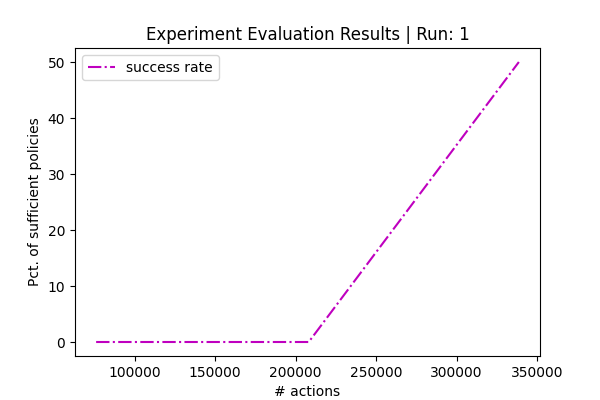 Experiment Evaluation Results | Run: 1
success rate
Pct. of sufficient policies
50
40
30
20
10
0
100000 150000 200000 250000 300000 350000
# actions